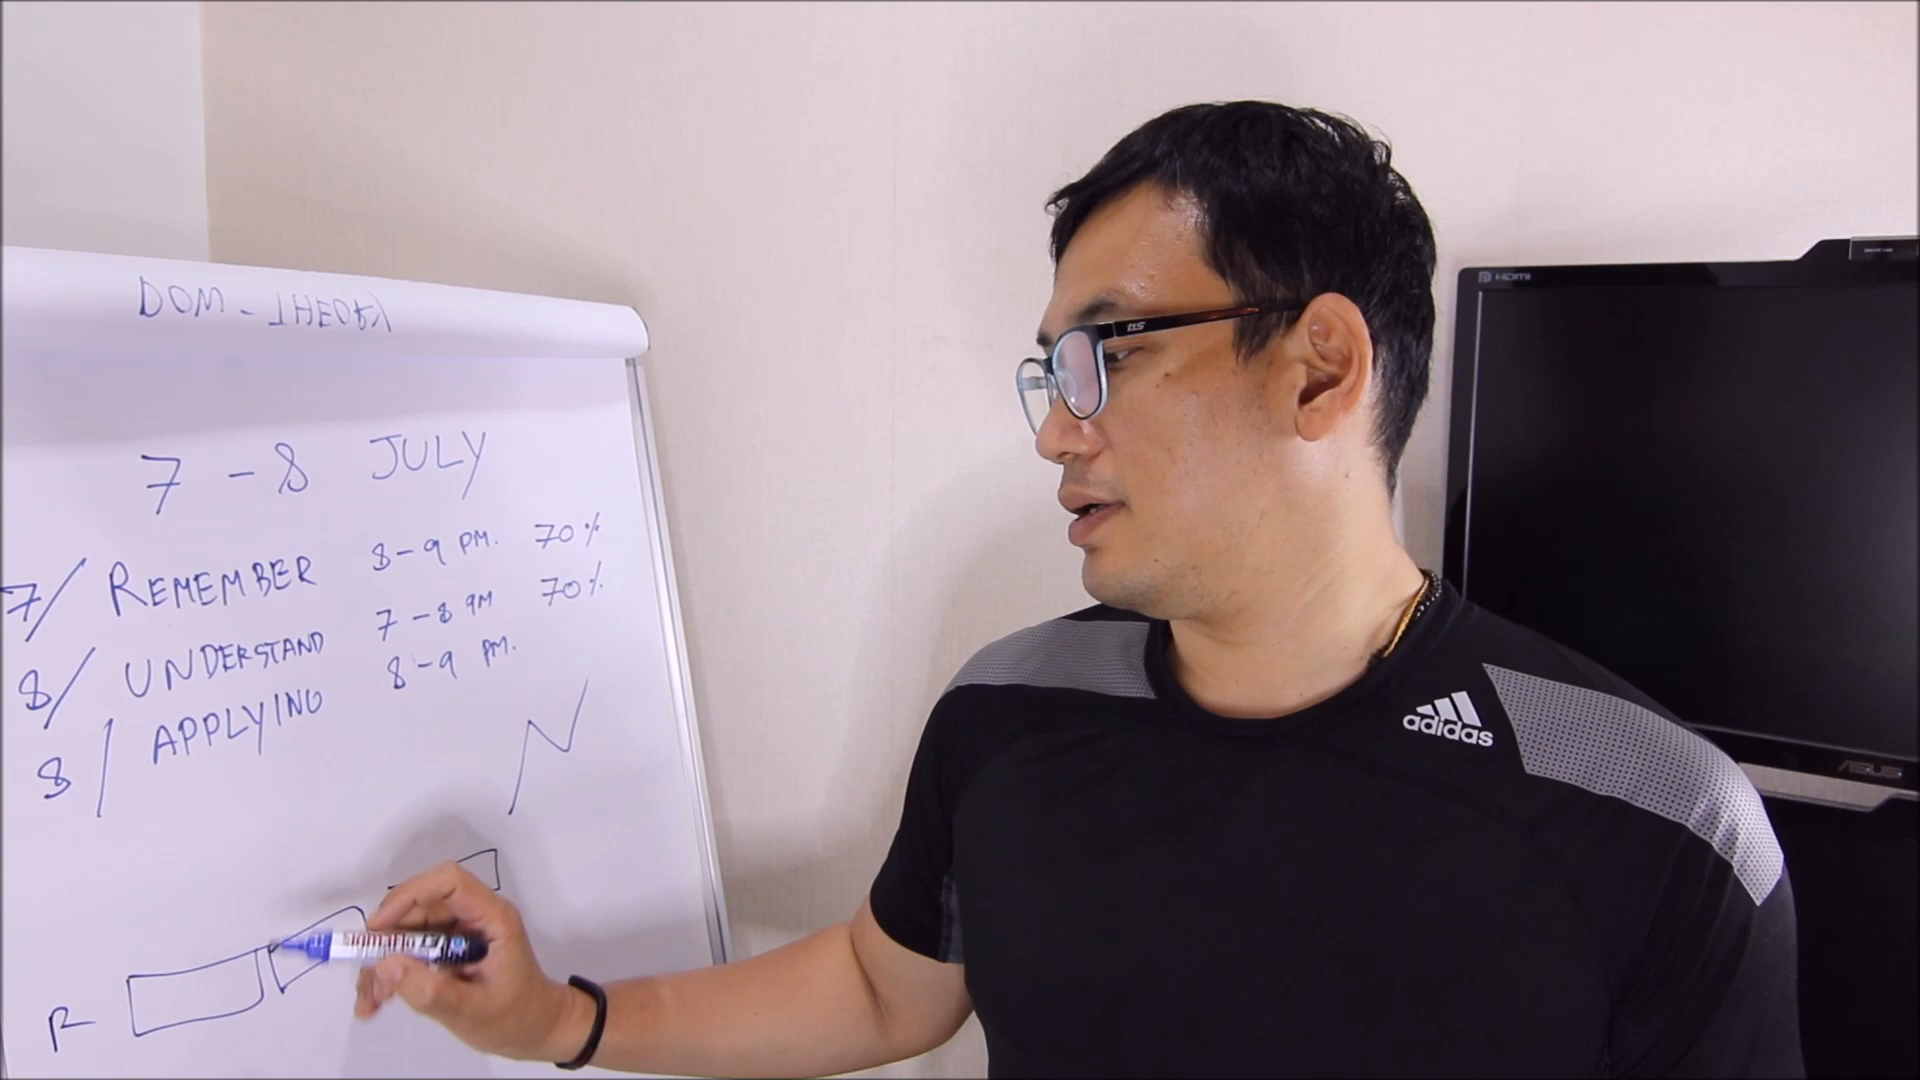 DOM - THEORY
7 - 8 JULY
7/ REMEMBER 8-9 PM. 70%
8/ UNDERSTAND 7-8 AM 70%
8/ APPLYING 8-9 PM.
R
HDMI
ASUS
adidas